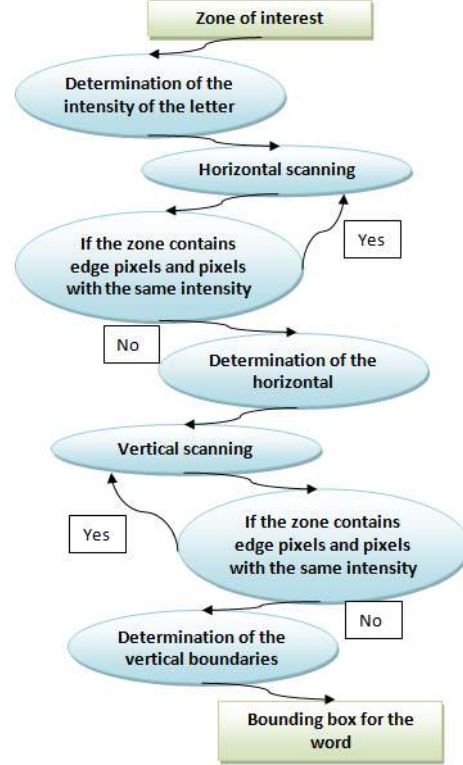 Zone of interest
Determination of the
intensity of the letter
Horizontal scanning
If the zone contains
edge pixels and pixels
with the same intensity
Yes
No
Determination of the
horizontal
Vertical scanning
If the zone contains
edge pixels and pixels
with the same intensity
Yes
No
Determination of the
vertical boundaries
Bounding box for the
word